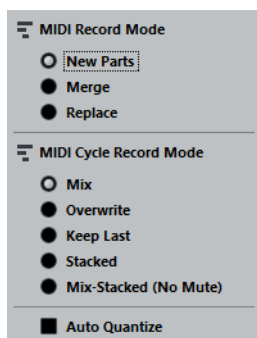 MIDI Record Mode
New Parts
Merge
Replace
MIDI Cycle Record Mode
Mix
Overwrite
Keep Last
Stacked
Mix-Stacked (No Mute)
Auto Quantize